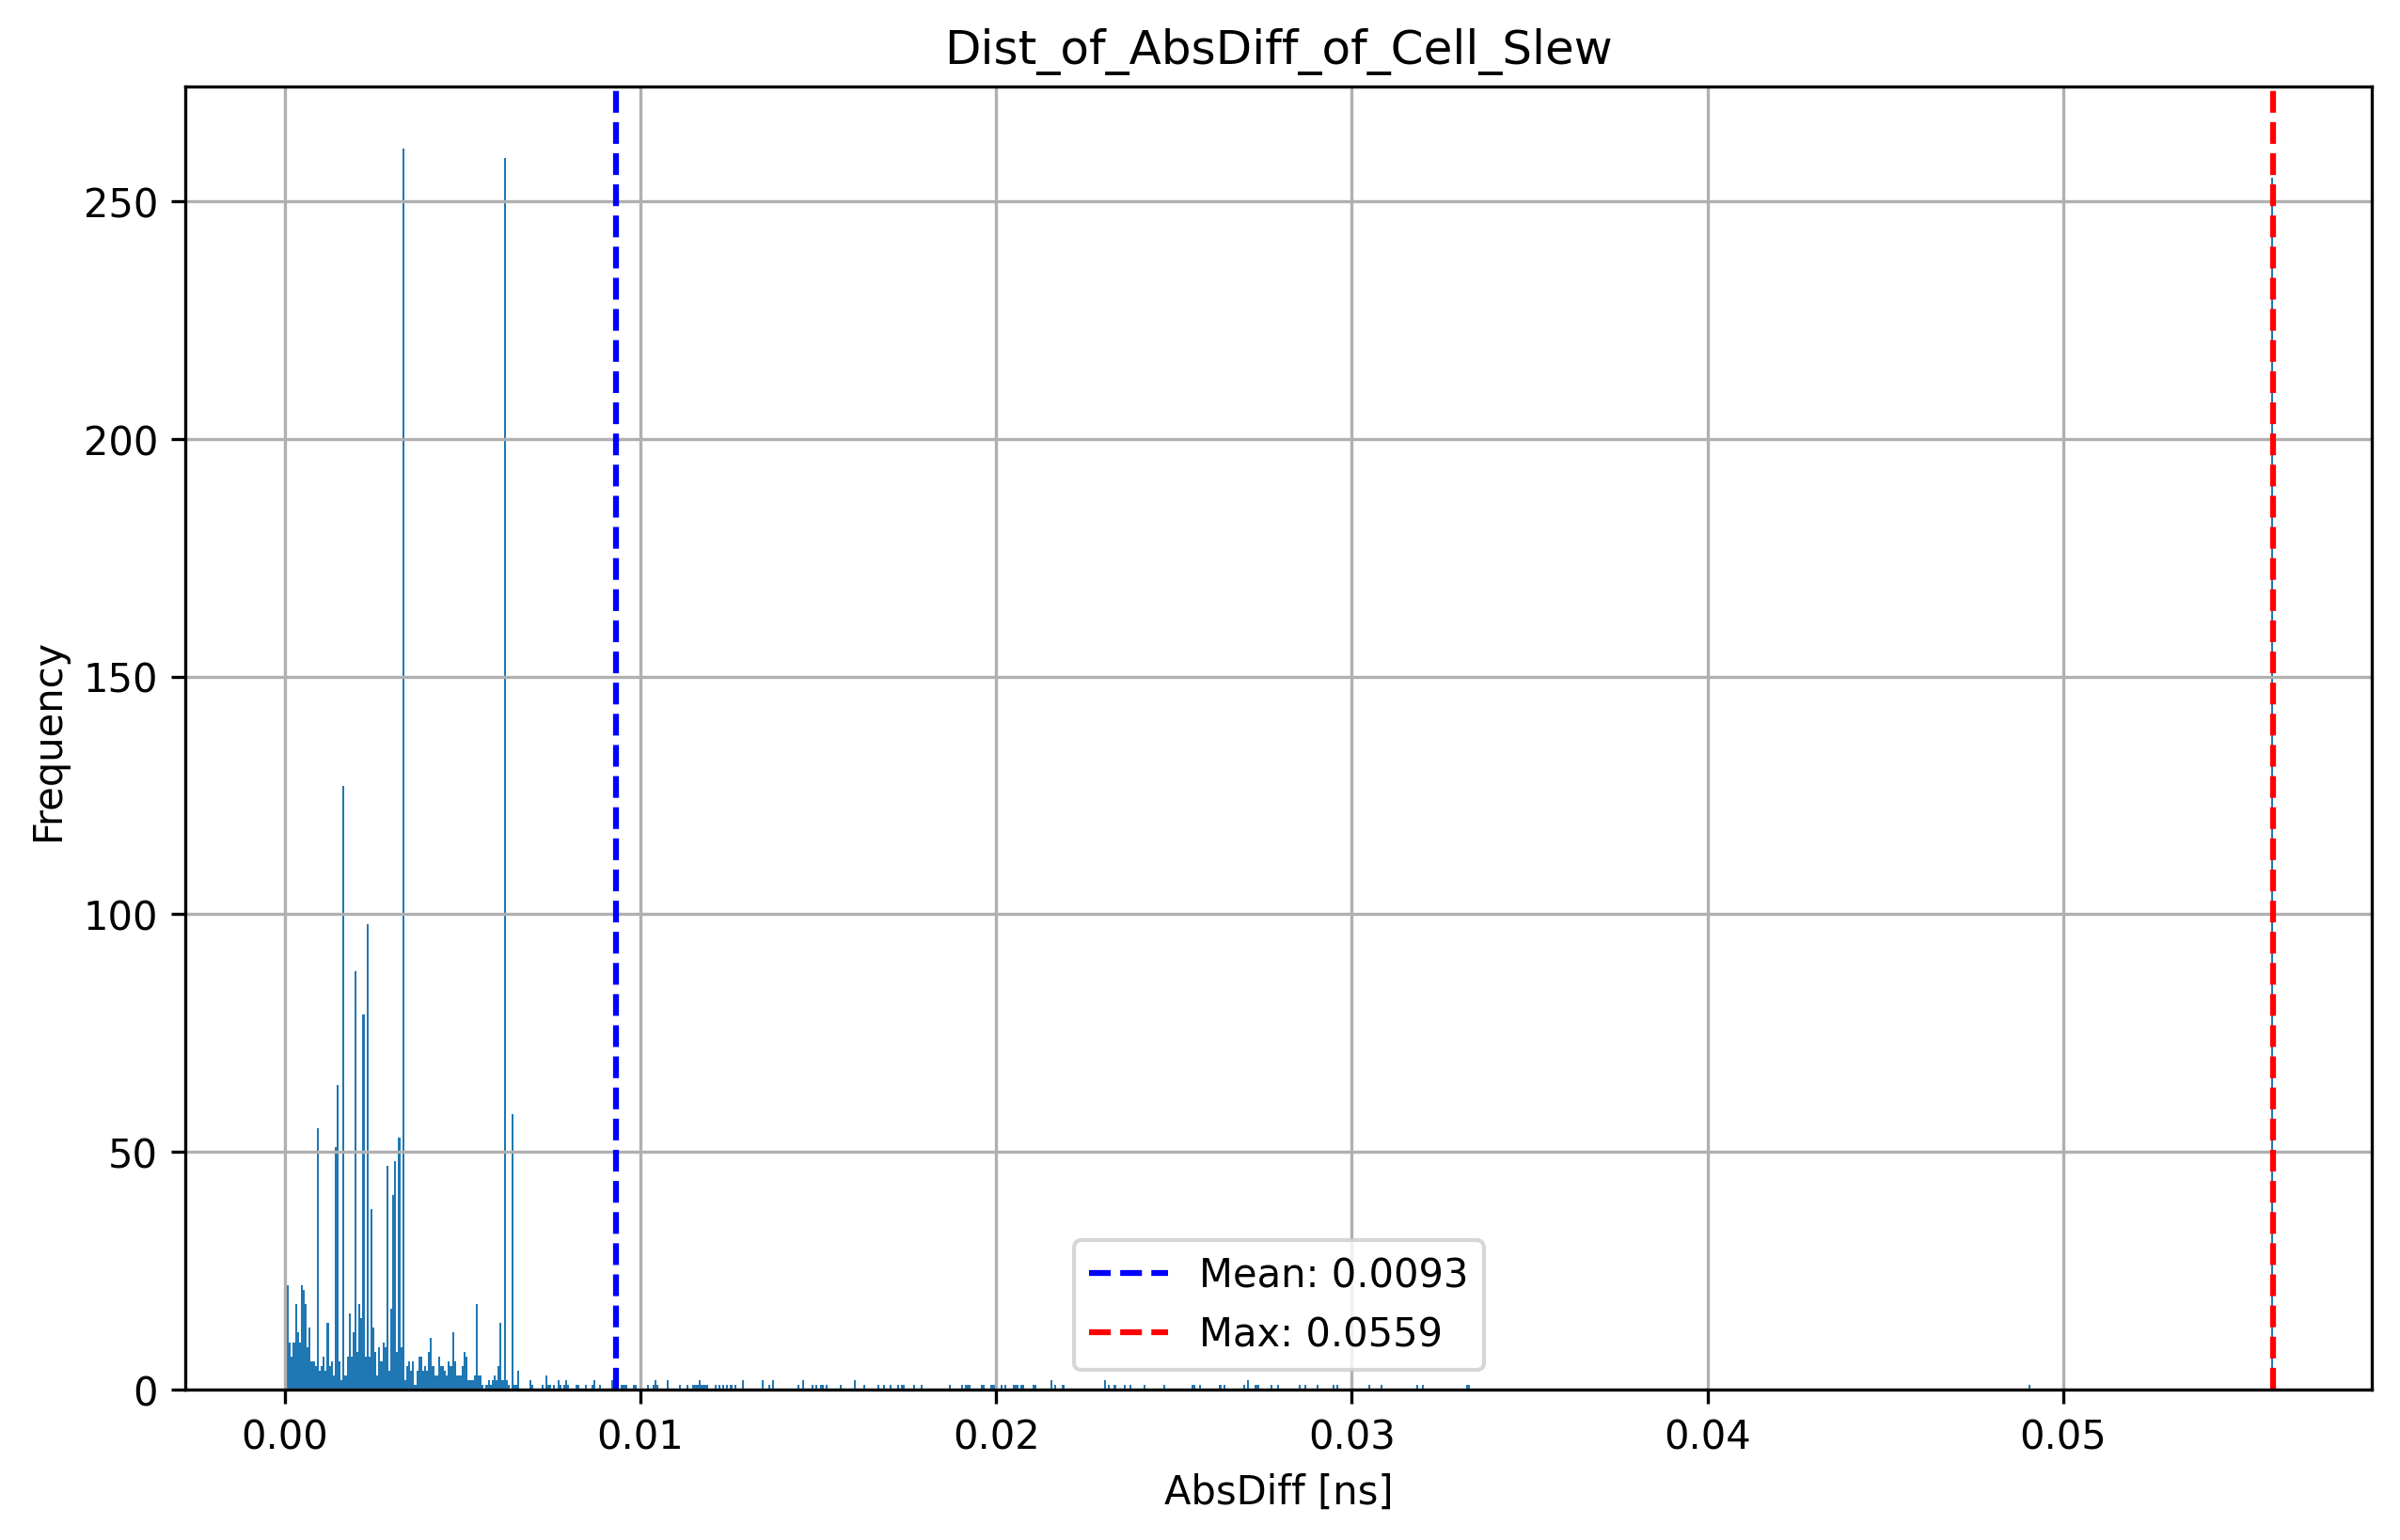 Dist_of_AbsDiff_of_Cell_Slew
Frequency
250
200
150
100
50
0
Mean: 0.0093
Max: 0.0559
0.00 0.01 0.02 0.03 0.04 0.05
AbsDiff [ns]